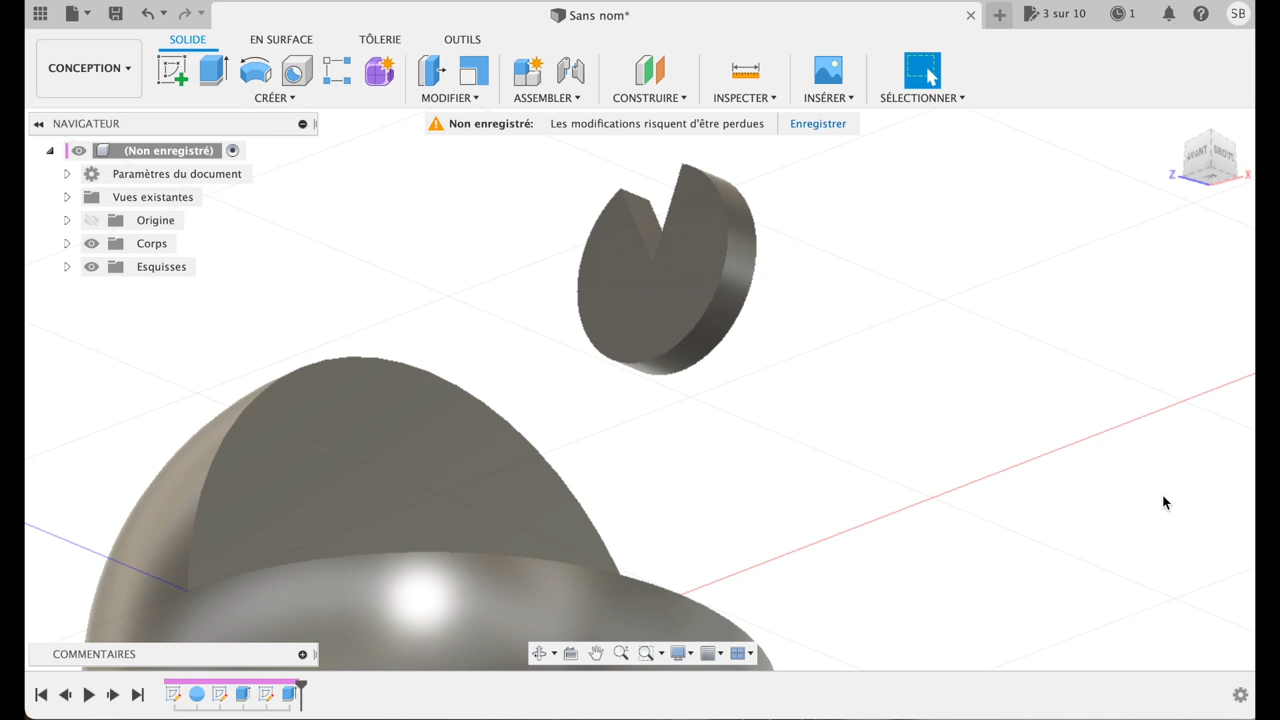 Sans nom*
3 sur 10
1
SB
CONCEPTION
SOLIDE
EN SURFACE
TÔLERIE
OUTILS
CRÉER
MODIFIER
ASSEMBLER
CONSTRUIRE
INSPECTER
INSÉRER
SÉLECTIONNER
NAVIGATEUR
Non enregistré: Les modifications risquent d'être perdues Enregistrer
(Non enregistré)
Paramètres du document
Vues existantes
Origine
Corps
Esquisses
AVANT
DROITE
Z
X
COMMENTAIRES